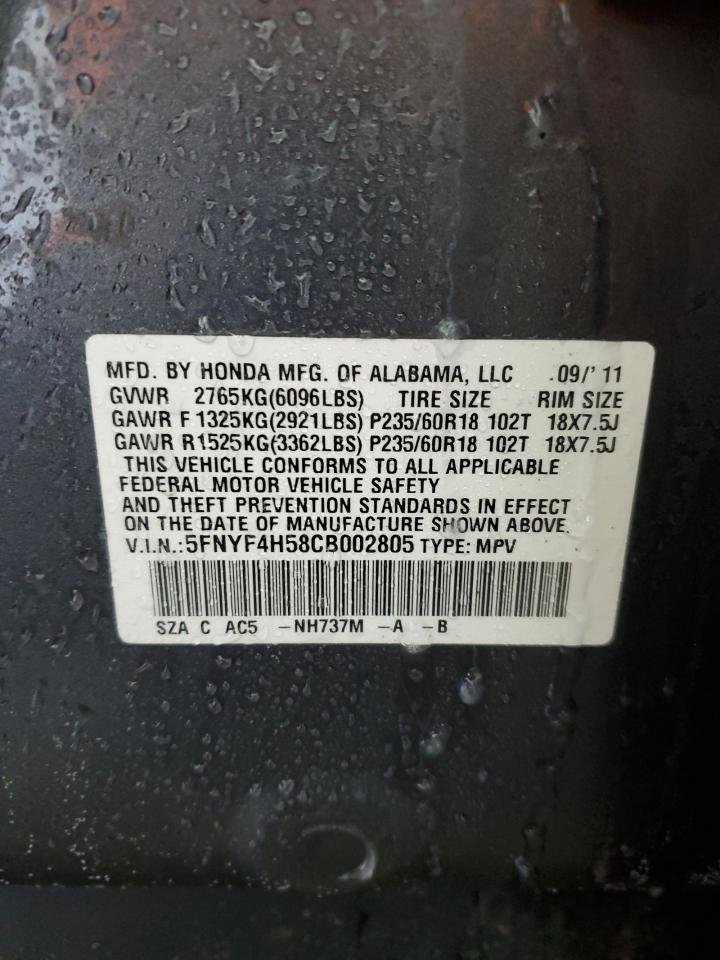 MFD. BY HONDA MFG. OF ALABAMA, LLC 09/' 11
GVWR 2765KG(6096LBS) TIRE SIZE RIM SIZE
GAWR F 1325KG(2921LBS) P235/60R18 102T 18X7.5J
GAWR R1525KG(3362LBS) P235/60R18 102T 18X7.5J
THIS VEHICLE CONFORMS TO ALL APPLICABLE
FEDERAL MOTOR VEHICLE SAFETY
AND THEFT PREVENTION STANDARDS IN EFFECT
ON THE DATE OF MANUFACTURE SHOWN ABOVE.
V.I.N.:5FNYF4H58CB002805 TYPE: MPV
SZA C AC5 -NH737M -A -B